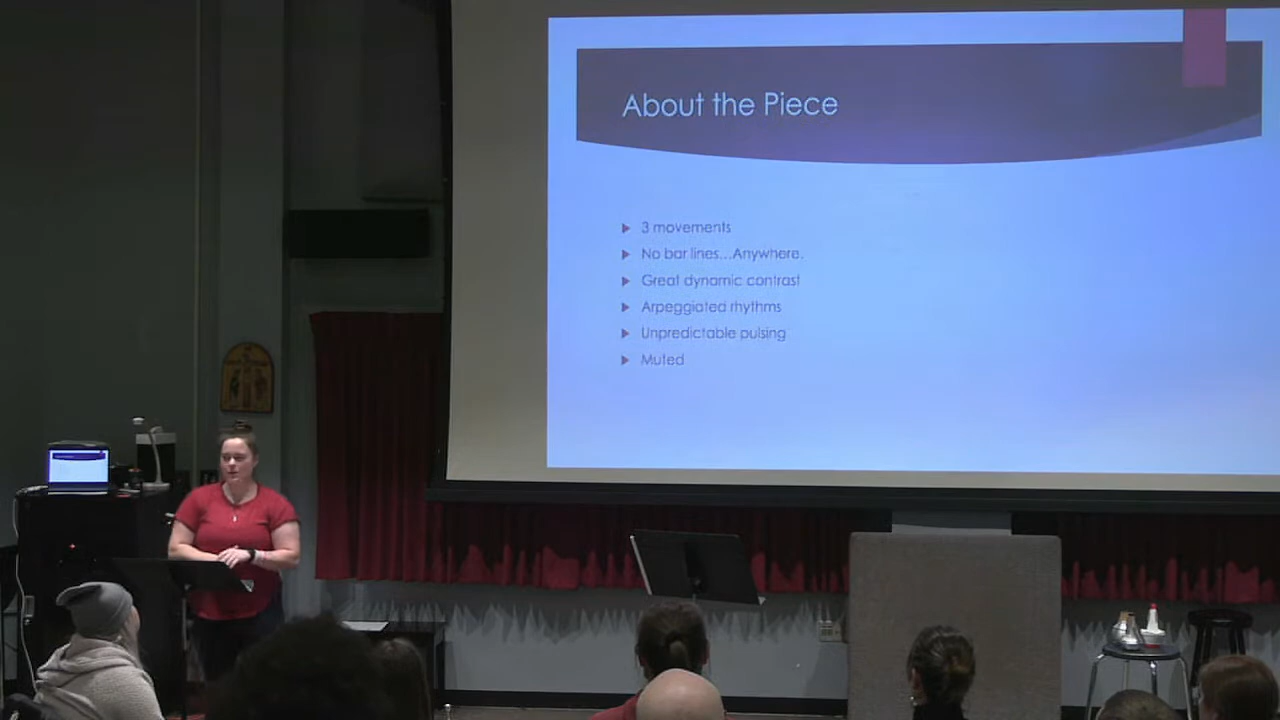 About the Piece
3 movements
No bar lines...Anywhere.
Great dynamic contrast
Arpeggiated rhythms
Unpredictable pulsing
Muted